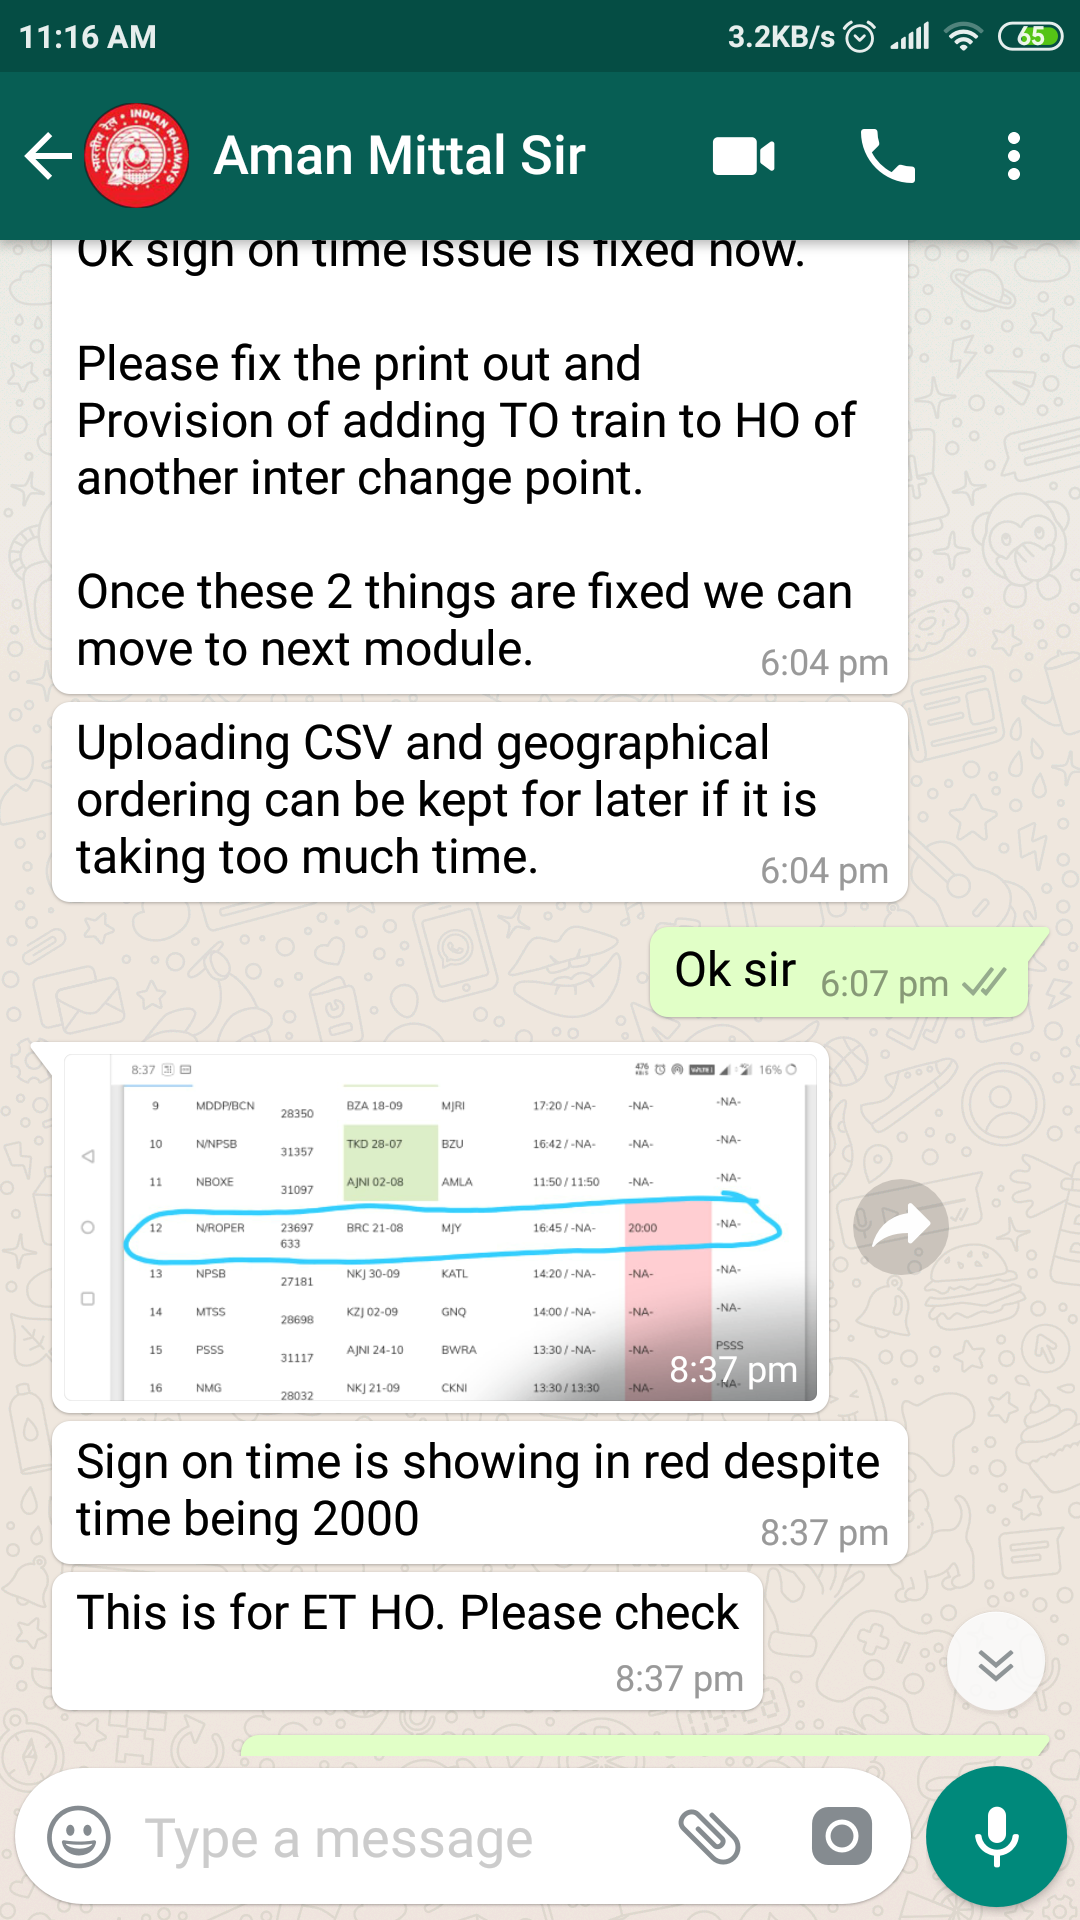 11:16 AM 3.2KB/s 65
INDIAN RAILWAYS भारतीय रेल
Aman Mittal Sir
Ok sign on time issue is fixed now.
Please fix the print out and
Provision of adding TO train to HO of
another inter change point.
Once these 2 things are fixed we can
move to next module. 6:04 pm
Uploading CSV and geographical
ordering can be kept for later if it is
taking too much time. 6:04 pm
Ok sir 6:07 pm
8:37 16%
9 MDDP/BCN 28350 BZA 18-09 MJRI 17:20 / -NA- -NA- -NA-
10 N/NPSB 31357 TKD 28-07 BZU 16:42 / -NA- -NA- -NA-
11 NBOXE 31097 AJNI 02-08 AMLA 11:50 / 11:50 -NA- -NA-
12 N/ROPER 23697 BRC 21-08 MJY 16:45 / -NA- 20:00 -NA-
633
13 NPSB 27181 NKJ 30-09 KATL 14:20 / -NA- -NA- -NA-
14 MTSS 28698 KZJ 02-09 GNQ 14:00 / -NA- -NA- -NA-
15 PSSS 31117 AJNI 24-10 BWRA 13:30 / -NA- -NA- PSSS
16 NMG 28032 NKJ 21-09 CKNI 13:30 / 13:30 -NA- -NA-
8:37 pm
Sign on time is showing in red despite
time being 2000 8:37 pm
This is for ET HO. Please check
8:37 pm
Type a message